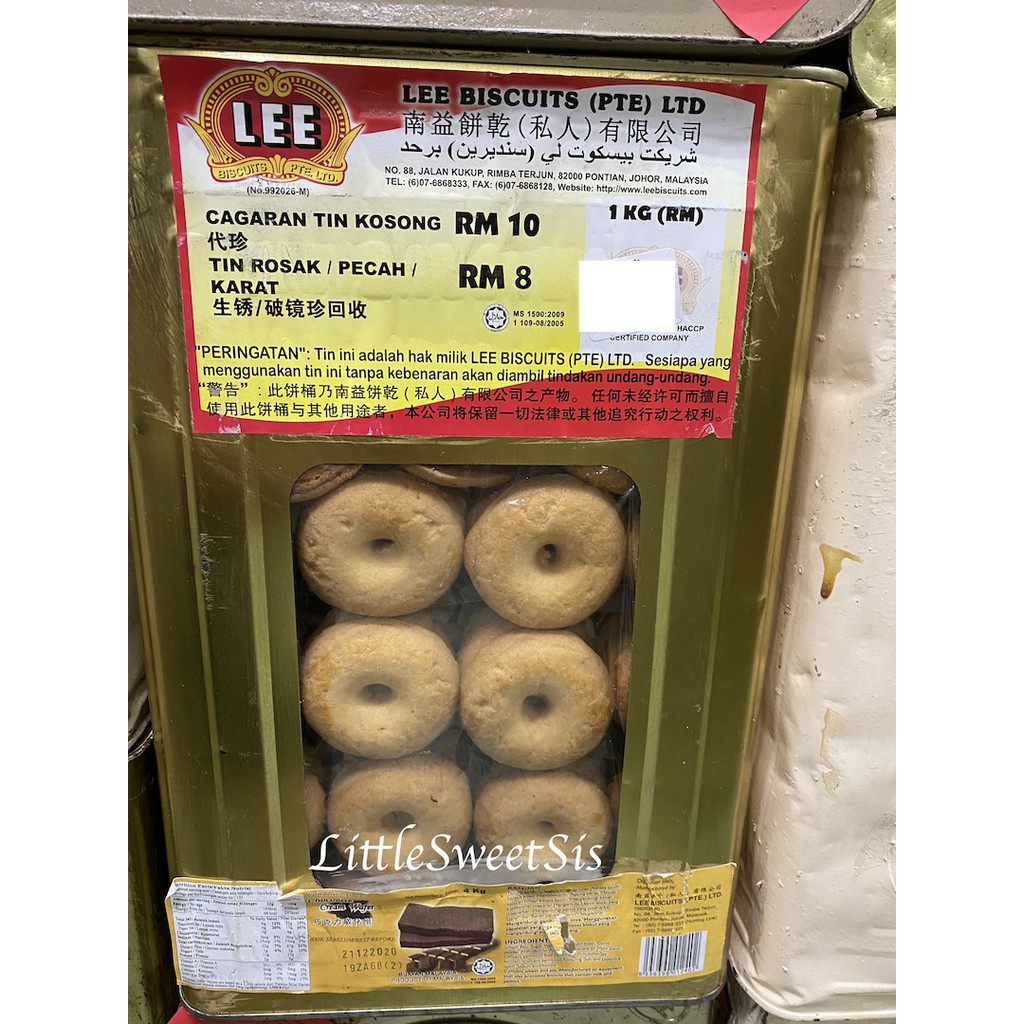 LEE
BISCUITS PTE. LTD.
(No.992026-M)
LEE BISCUITS (PTE) LTD
南益餅乾(私人)有限公司
شريكت بيسكوت لي (سنديرين) برحد
NO. 88, JALAN KUKUP, RIMBA TERJUN, 82000 PONTIAN, JOHOR, MALAYSIA
TEL: (6)07-6868333, FAX: (6)07-6868128, Website: http://www.leebiscuits.com
CAGARAN TIN KOSONG RM 10
代珍
TIN ROSAK / PECAH /
KARAT
RM 8
生锈/破镜珍回收
1 KG (RM)
MS 1500:2009
1 109-08/2005
HACCP
CERTIFIED COMPANY
"PERINGATAN": Tin ini adalah hak milik LEE BISCUITS (PTE) LTD. Sesiapa yang
menggunakan tin ini tanpa kebenaran akan diambil tindakan undang-undang.
"警告": 此饼桶乃南益餅乾(私人)有限公司之产物。任何未经许可而擅自
使用此饼桶与其他用途者，本公司将保留一切法律或其他追究行动之权利。
LittleSweetSis
4 Kg
Cream Wafer
21122020
19ZA6B(2)
INGREDIENT
LEE BISCUITS (PTE.) LTD.